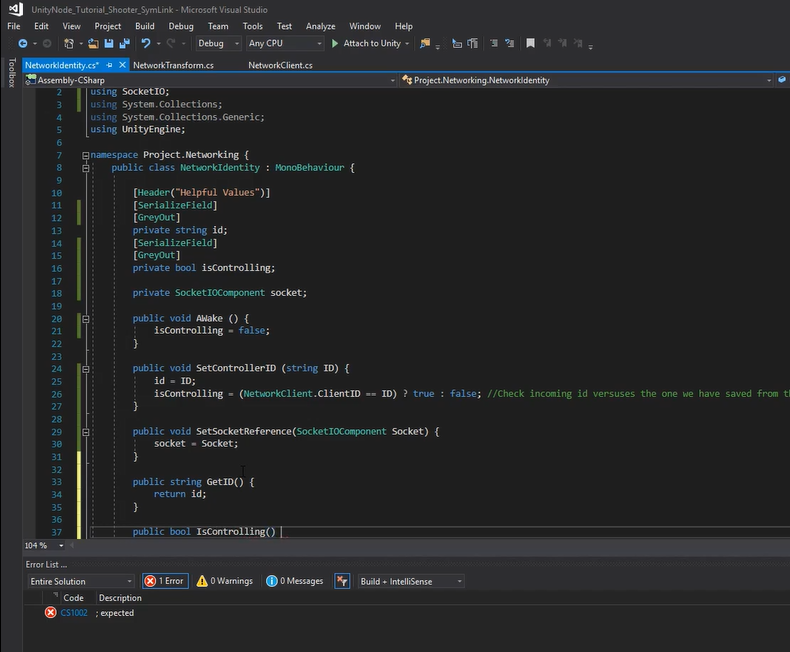 UnityNode_Tutorial_Shooter_SymLink - Microsoft Visual Studio
File Edit View Project Build Debug Team Tools Test Analyze Window Help
Debug Any CPU Attach to Unity
Toolbox
NetworkIdentity.cs* NetworkTransform.cs NetworkClient.cs
Assembly-CSharp Project.Networking.NetworkIdentity
2 using SocketIO;
3 using System.Collections;
4 using System.Collections.Generic;
5 using UnityEngine;
6
7 namespace Project.Networking {
8 public class NetworkIdentity : MonoBehaviour {
9
10 [Header("Helpful Values")]
11 [SerializeField]
12 [GreyOut]
13 private string id;
14 [SerializeField]
15 [GreyOut]
16 private bool isControlling;
17
18 private SocketIOComponent socket;
19
20 public void AWake () {
21 isControlling = false;
22 }
23
24 public void SetControllerID (string ID) {
25 id = ID;
26 isControlling = (NetworkClient.ClientID == ID) ? true : false; //Check incoming id versuses the one we have saved from th
27 }
28
29 public void SetSocketReference(SocketIOComponent Socket) {
30 socket = Socket;
31 }
32
33 public string GetID() {
34 return id;
35 }
36
37 public bool IsControlling()
104 %
Error List ...
Entire Solution 1 Error 0 Warnings 0 Messages Build + IntelliSense
Code Description
CS1002 ; expected